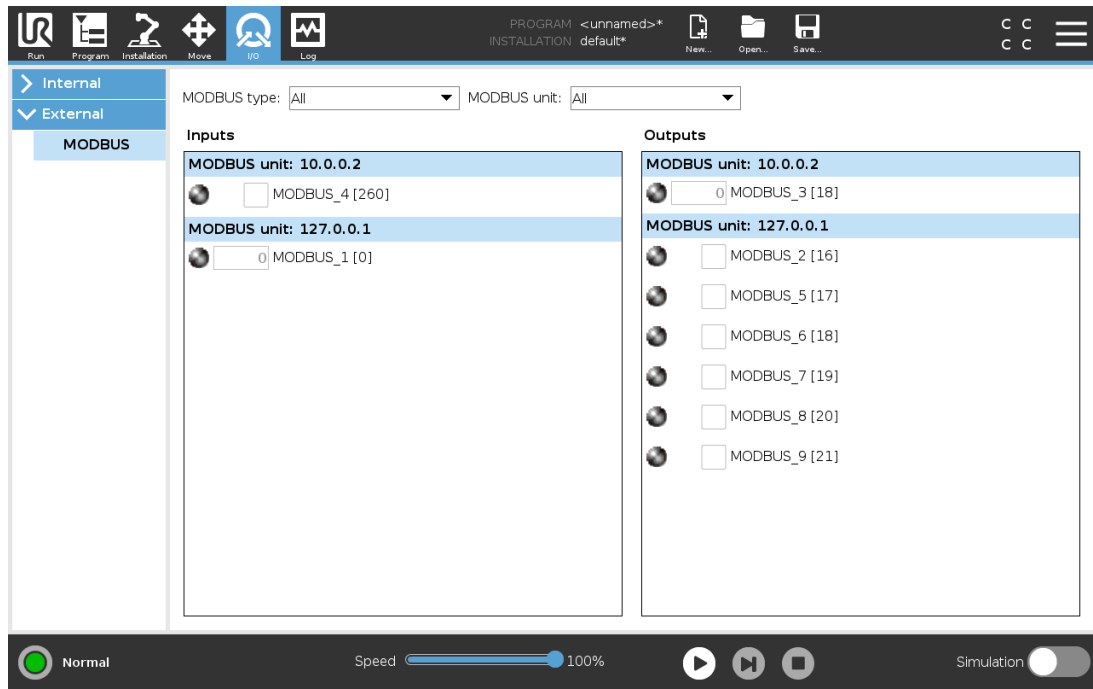 UR
PROGRAM <unnamed>*
INSTALLATION default*
C C
C C
Run Program Installation Move I/O Log New... Open... Save...
Internal
External
MODBUS
MODBUS type: All MODBUS unit: All
Inputs
MODBUS unit: 10.0.0.2
MODBUS_4 [260]
MODBUS unit: 127.0.0.1
0 MODBUS_1 [0]
Outputs
MODBUS unit: 10.0.0.2
0 MODBUS_3 [18]
MODBUS unit: 127.0.0.1
MODBUS_2 [16]
MODBUS_5 [17]
MODBUS_6 [18]
MODBUS_7 [19]
MODBUS_8 [20]
MODBUS_9 [21]
Normal Speed 100% Simulation